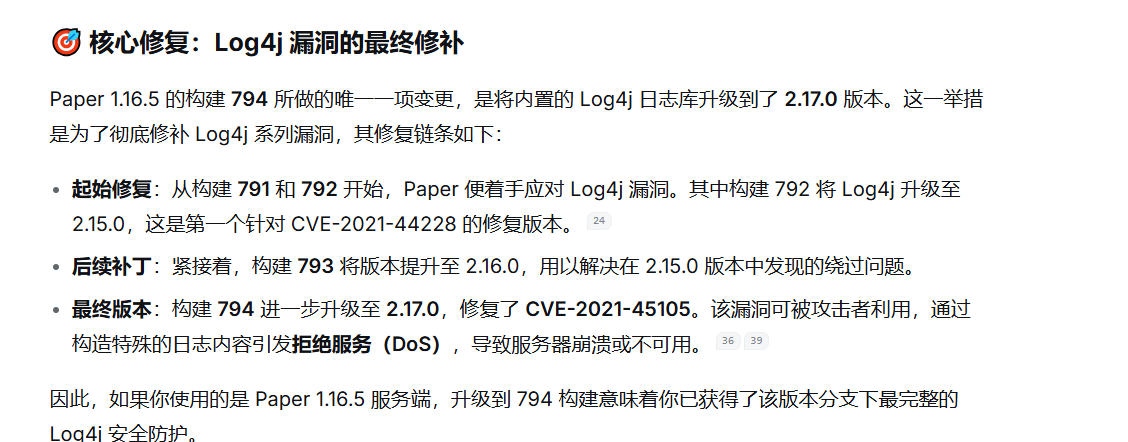 🎯 核心修复：Log4j 漏洞的最终修补
Paper 1.16.5 的构建 794 所做的唯一一项变更，是将内置的 Log4j 日志库升级到了 2.17.0 版本。这一举措
是为了彻底修补 Log4j 系列漏洞，其修复链条如下：
• 起始修复：从构建 791 和 792 开始，Paper 便着手应对 Log4j 漏洞。其中构建 792 将 Log4j 升级至
2.15.0，这是第一个针对 CVE-2021-44228 的修复版本。 24
• 后续补丁：紧接着，构建 793 将版本提升至 2.16.0，用以解决在 2.15.0 版本中发现的绕过问题。
• 最终版本：构建 794 进一步升级至 2.17.0，修复了 CVE-2021-45105。该漏洞可被攻击者利用，通过
构造特殊的日志内容引发拒绝服务（DoS），导致服务器崩溃或不可用。 36 39
因此，如果你使用的是 Paper 1.16.5 服务端，升级到 794 构建意味着你已获得了该版本分支下最完整的
Log4j 安全防护。